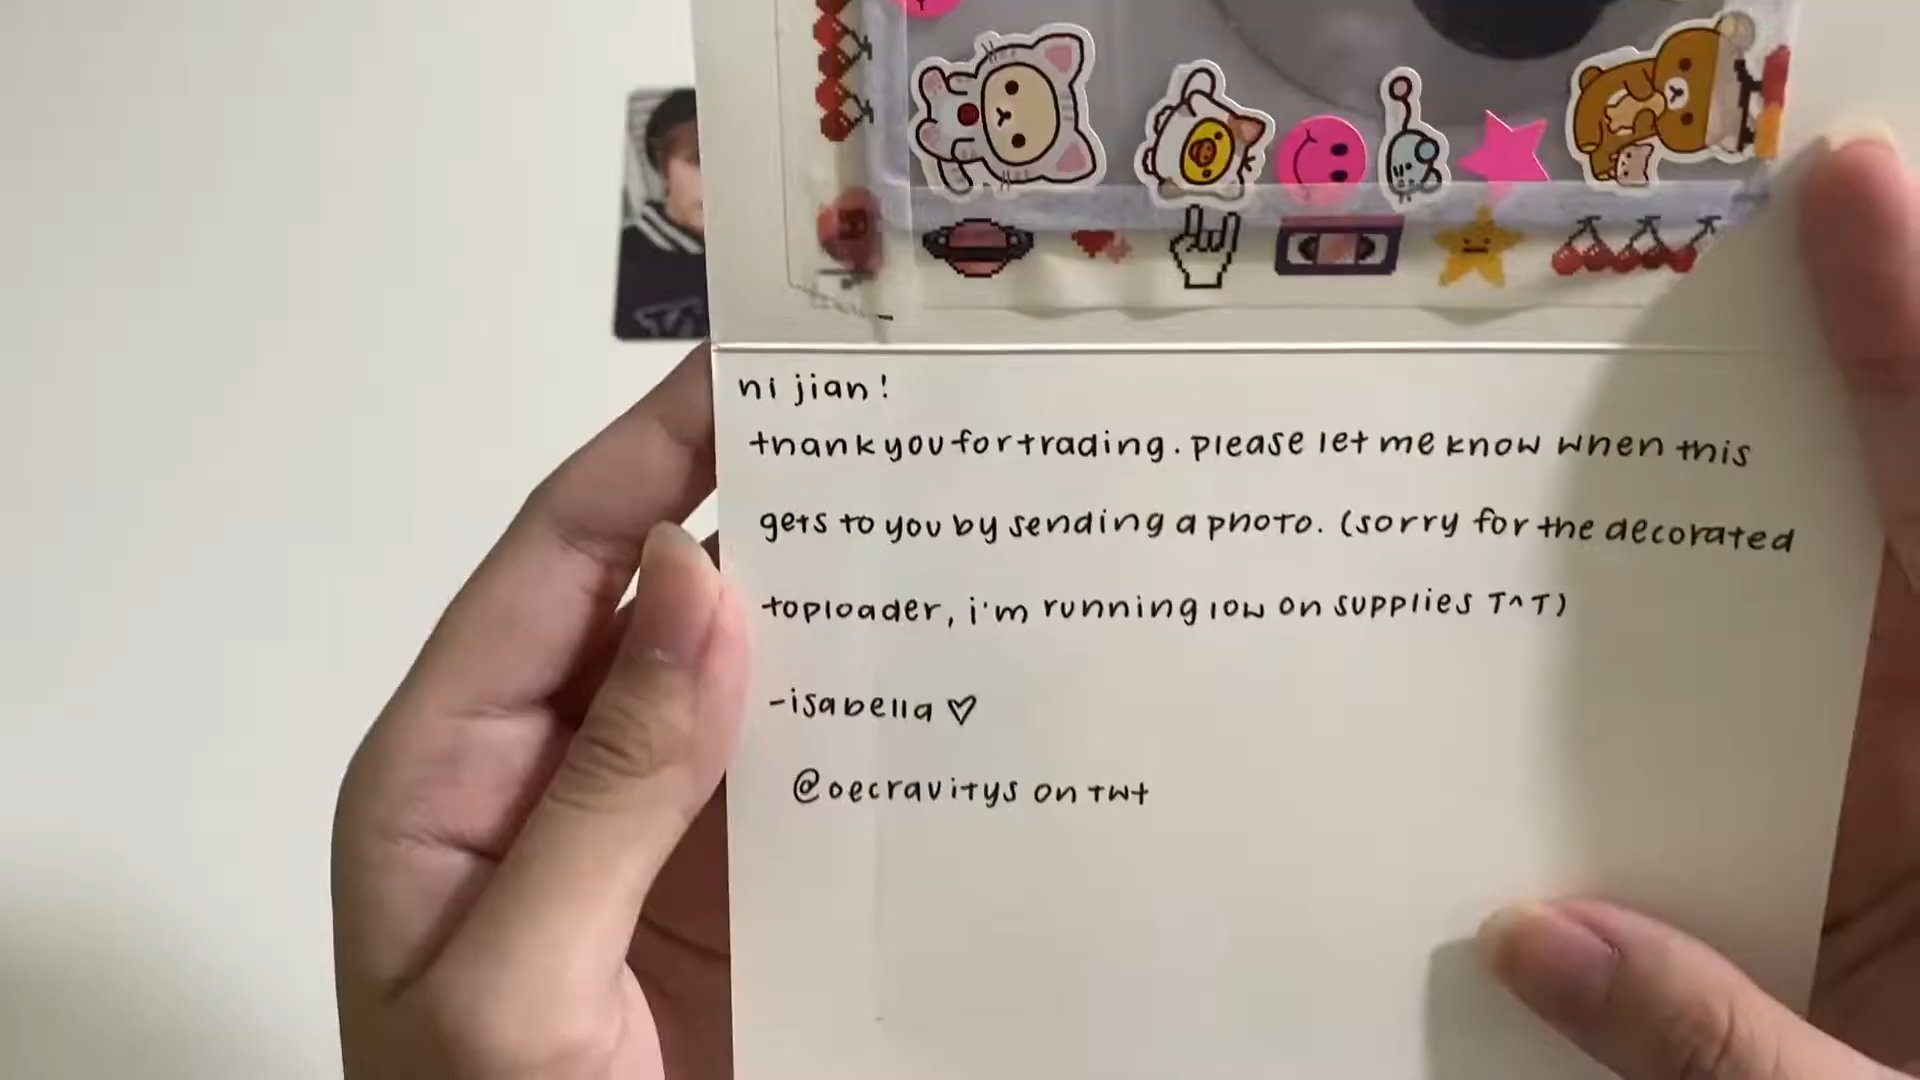 hi jian!
thank you for trading. please let me know when this
gets to you by sending a photo. (sorry for the decorated
toploader, i'm running low on supplies T^T)
-isabella ♡
@oecravitys on twt